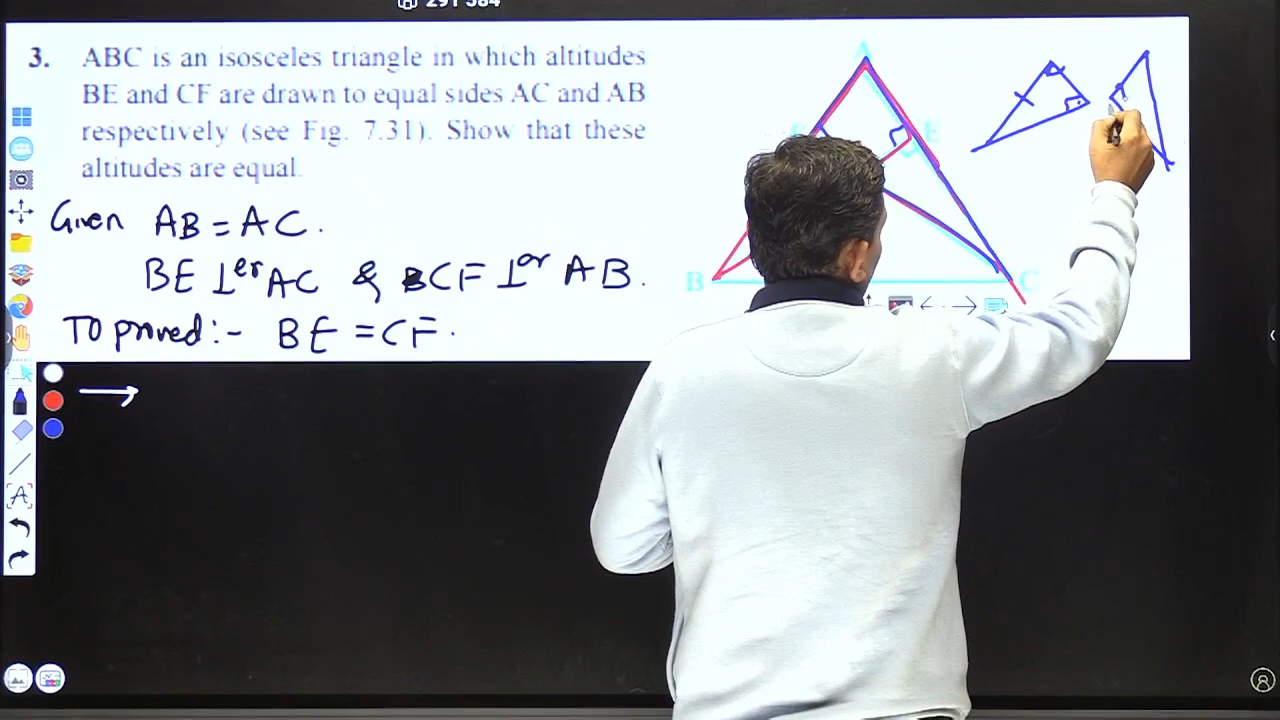 3. ABC is an isosceles triangle in which altitudes
BE and CF are drawn to equal sides AC and AB
respectively (see Fig. 7.31). Show that these
altitudes are equal.
Given AB = AC.
BE ⊥er AC & CF ⊥or AB.
To proved:- BE = CF.
A
E
B
C